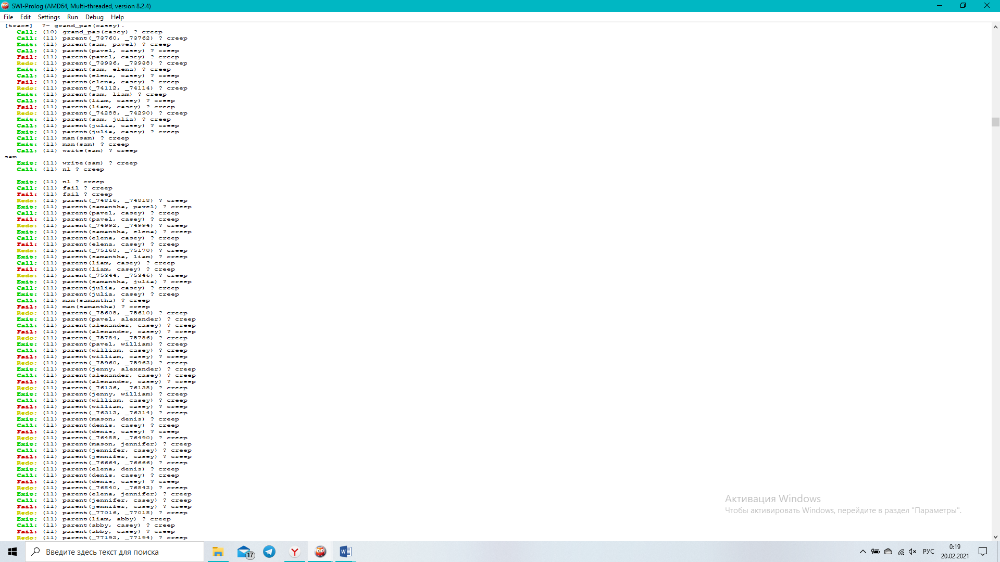 SWI-Prolog (AMD64, Multi-threaded, version 8.2.4)
File Edit Settings Run Debug Help
[trace]  ?- grand_pas(casey).
Call: (10) grand_pas(casey) ? creep
Call: (11) parent(_73760, _73762) ? creep
Exit: (11) parent(sam, pavel) ? creep
Call: (11) parent(pavel, casey) ? creep
Fail: (11) parent(pavel, casey) ? creep
Redo: (11) parent(_73936, _73938) ? creep
Exit: (11) parent(sam, elena) ? creep
Call: (11) parent(elena, casey) ? creep
Fail: (11) parent(elena, casey) ? creep
Redo: (11) parent(_74112, _74114) ? creep
Exit: (11) parent(sam, liam) ? creep
Call: (11) parent(liam, casey) ? creep
Fail: (11) parent(liam, casey) ? creep
Redo: (11) parent(_74288, _74290) ? creep
Exit: (11) parent(sam, julia) ? creep
Call: (11) parent(julia, casey) ? creep
Exit: (11) parent(julia, casey) ? creep
Call: (11) man(sam) ? creep
Exit: (11) man(sam) ? creep
Call: (11) write(sam) ? creep
sam
Exit: (11) write(sam) ? creep
Call: (11) nl ? creep
Exit: (11) nl ? creep
Call: (11) fail ? creep
Fail: (11) fail ? creep
Redo: (11) parent(_74816, _74818) ? creep
Exit: (11) parent(samantha, pavel) ? creep
Call: (11) parent(pavel, casey) ? creep
Fail: (11) parent(pavel, casey) ? creep
Redo: (11) parent(_74992, _74994) ? creep
Exit: (11) parent(samantha, elena) ? creep
Call: (11) parent(elena, casey) ? creep
Fail: (11) parent(elena, casey) ? creep
Redo: (11) parent(_75168, _75170) ? creep
Exit: (11) parent(samantha, liam) ? creep
Call: (11) parent(liam, casey) ? creep
Fail: (11) parent(liam, casey) ? creep
Redo: (11) parent(_75344, _75346) ? creep
Exit: (11) parent(samantha, julia) ? creep
Call: (11) parent(julia, casey) ? creep
Exit: (11) parent(julia, casey) ? creep
Call: (11) man(samantha) ? creep
Fail: (11) man(samantha) ? creep
Redo: (11) parent(_75608, _75610) ? creep
Exit: (11) parent(pavel, alexander) ? creep
Call: (11) parent(alexander, casey) ? creep
Fail: (11) parent(alexander, casey) ? creep
Redo: (11) parent(_75784, _75786) ? creep
Exit: (11) parent(pavel, william) ? creep
Call: (11) parent(william, casey) ? creep
Fail: (11) parent(william, casey) ? creep
Redo: (11) parent(_75960, _75962) ? creep
Exit: (11) parent(jenny, alexander) ? creep
Call: (11) parent(alexander, casey) ? creep
Fail: (11) parent(alexander, casey) ? creep
Redo: (11) parent(_76136, _76138) ? creep
Exit: (11) parent(jenny, william) ? creep
Call: (11) parent(william, casey) ? creep
Fail: (11) parent(william, casey) ? creep
Redo: (11) parent(_76312, _76314) ? creep
Exit: (11) parent(mason, denis) ? creep
Call: (11) parent(denis, casey) ? creep
Fail: (11) parent(denis, casey) ? creep
Redo: (11) parent(_76488, _76490) ? creep
Exit: (11) parent(mason, jennifer) ? creep
Call: (11) parent(jennifer, casey) ? creep
Fail: (11) parent(jennifer, casey) ? creep
Redo: (11) parent(_76664, _76666) ? creep
Exit: (11) parent(elena, denis) ? creep
Call: (11) parent(denis, casey) ? creep
Fail: (11) parent(denis, casey) ? creep
Redo: (11) parent(_76840, _76842) ? creep
Exit: (11) parent(elena, jennifer) ? creep
Call: (11) parent(jennifer, casey) ? creep
Fail: (11) parent(jennifer, casey) ? creep
Redo: (11) parent(_77016, _77018) ? creep
Exit: (11) parent(liam, abby) ? creep
Call: (11) parent(abby, casey) ? creep
Fail: (11) parent(abby, casey) ? creep
Redo: (11) parent(_77192, _77194) ? creep
Активация Windows
Чтобы активировать Windows, перейдите в раздел "Параметры".
Введите здесь текст для поиска
17
Y
W
РУС
0:19
20.02.2021